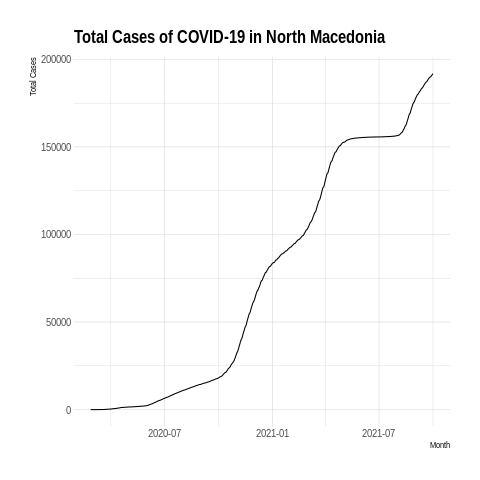 Total Cases of COVID-19 in North Macedonia
Total Cases
200000
150000
100000
50000
0
2020-07 2021-01 2021-07
Month